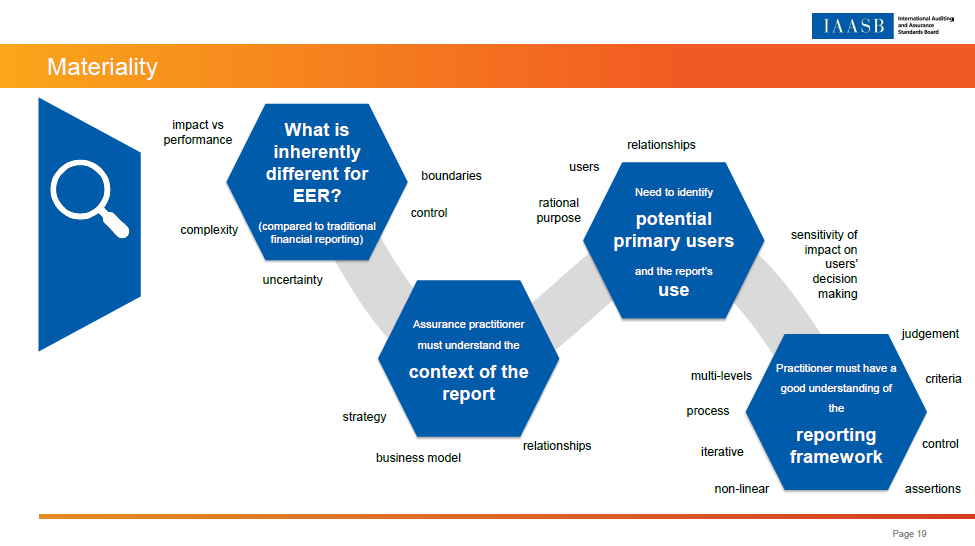 IAASB
International Auditing
and Assurance
Standards Board
Materiality
impact vs
performance
complexity
uncertainty
What is
inherently
different for
EER?
(compared to traditional
financial reporting)
boundaries
control
Assurance practitioner
must understand the
context of the
report
strategy
business model
relationships
relationships
users
rational
purpose
Need to identify
potential
primary users
and the report's
use
sensitivity of
impact on
users'
decision
making
Practitioner must have a
good understanding of
the
reporting
framework
multi-levels
process
iterative
non-linear
judgement
criteria
control
assertions
Page 19